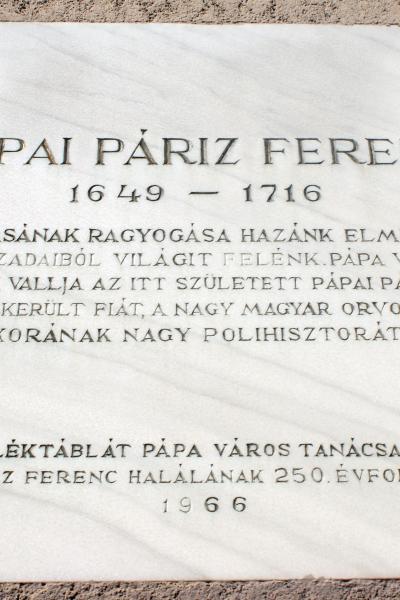 PAI PÁRIZ FERE
1649 — 1716
SÁNAK RAGYOGÁSA HAZÁNK ELM
ZADAIBÓL VILÁGIT FELÉNK. PÁPA V
VALLJA AZ ITT SZÜLETETT PÁPAI PÁ
KERÜLT FIÁT, A NAGY MAGYAR ORVO
KORÁNAK NAGY POLIHISZTORÁT
LÉKTÁBLÁT PÁPA VÁROS TANÁCSA
Z FERENC HALÁLÁNAK 250. ÉVFO
1966